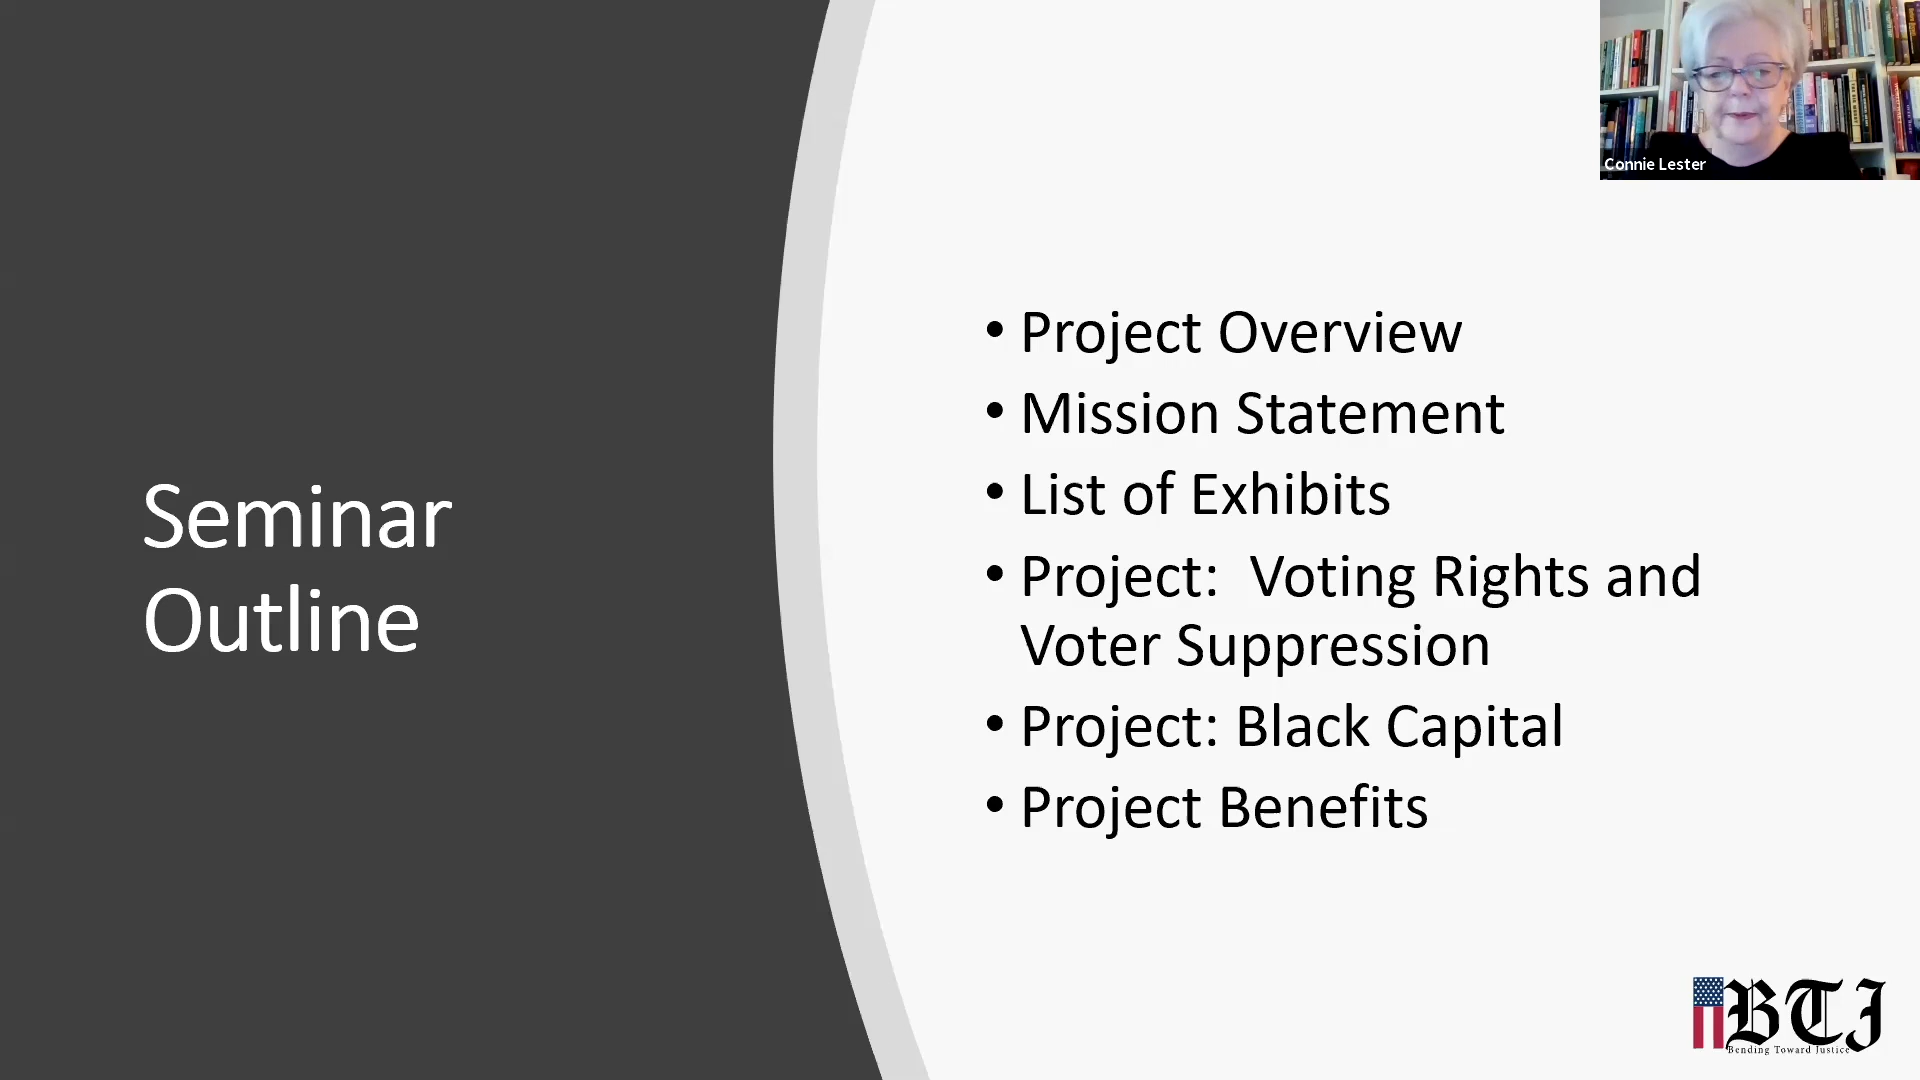 Connie Lester
Seminar
Outline
• Project Overview
• Mission Statement
• List of Exhibits
• Project:  Voting Rights and
Voter Suppression
• Project: Black Capital
• Project Benefits
BTJ
Bending Toward Justice